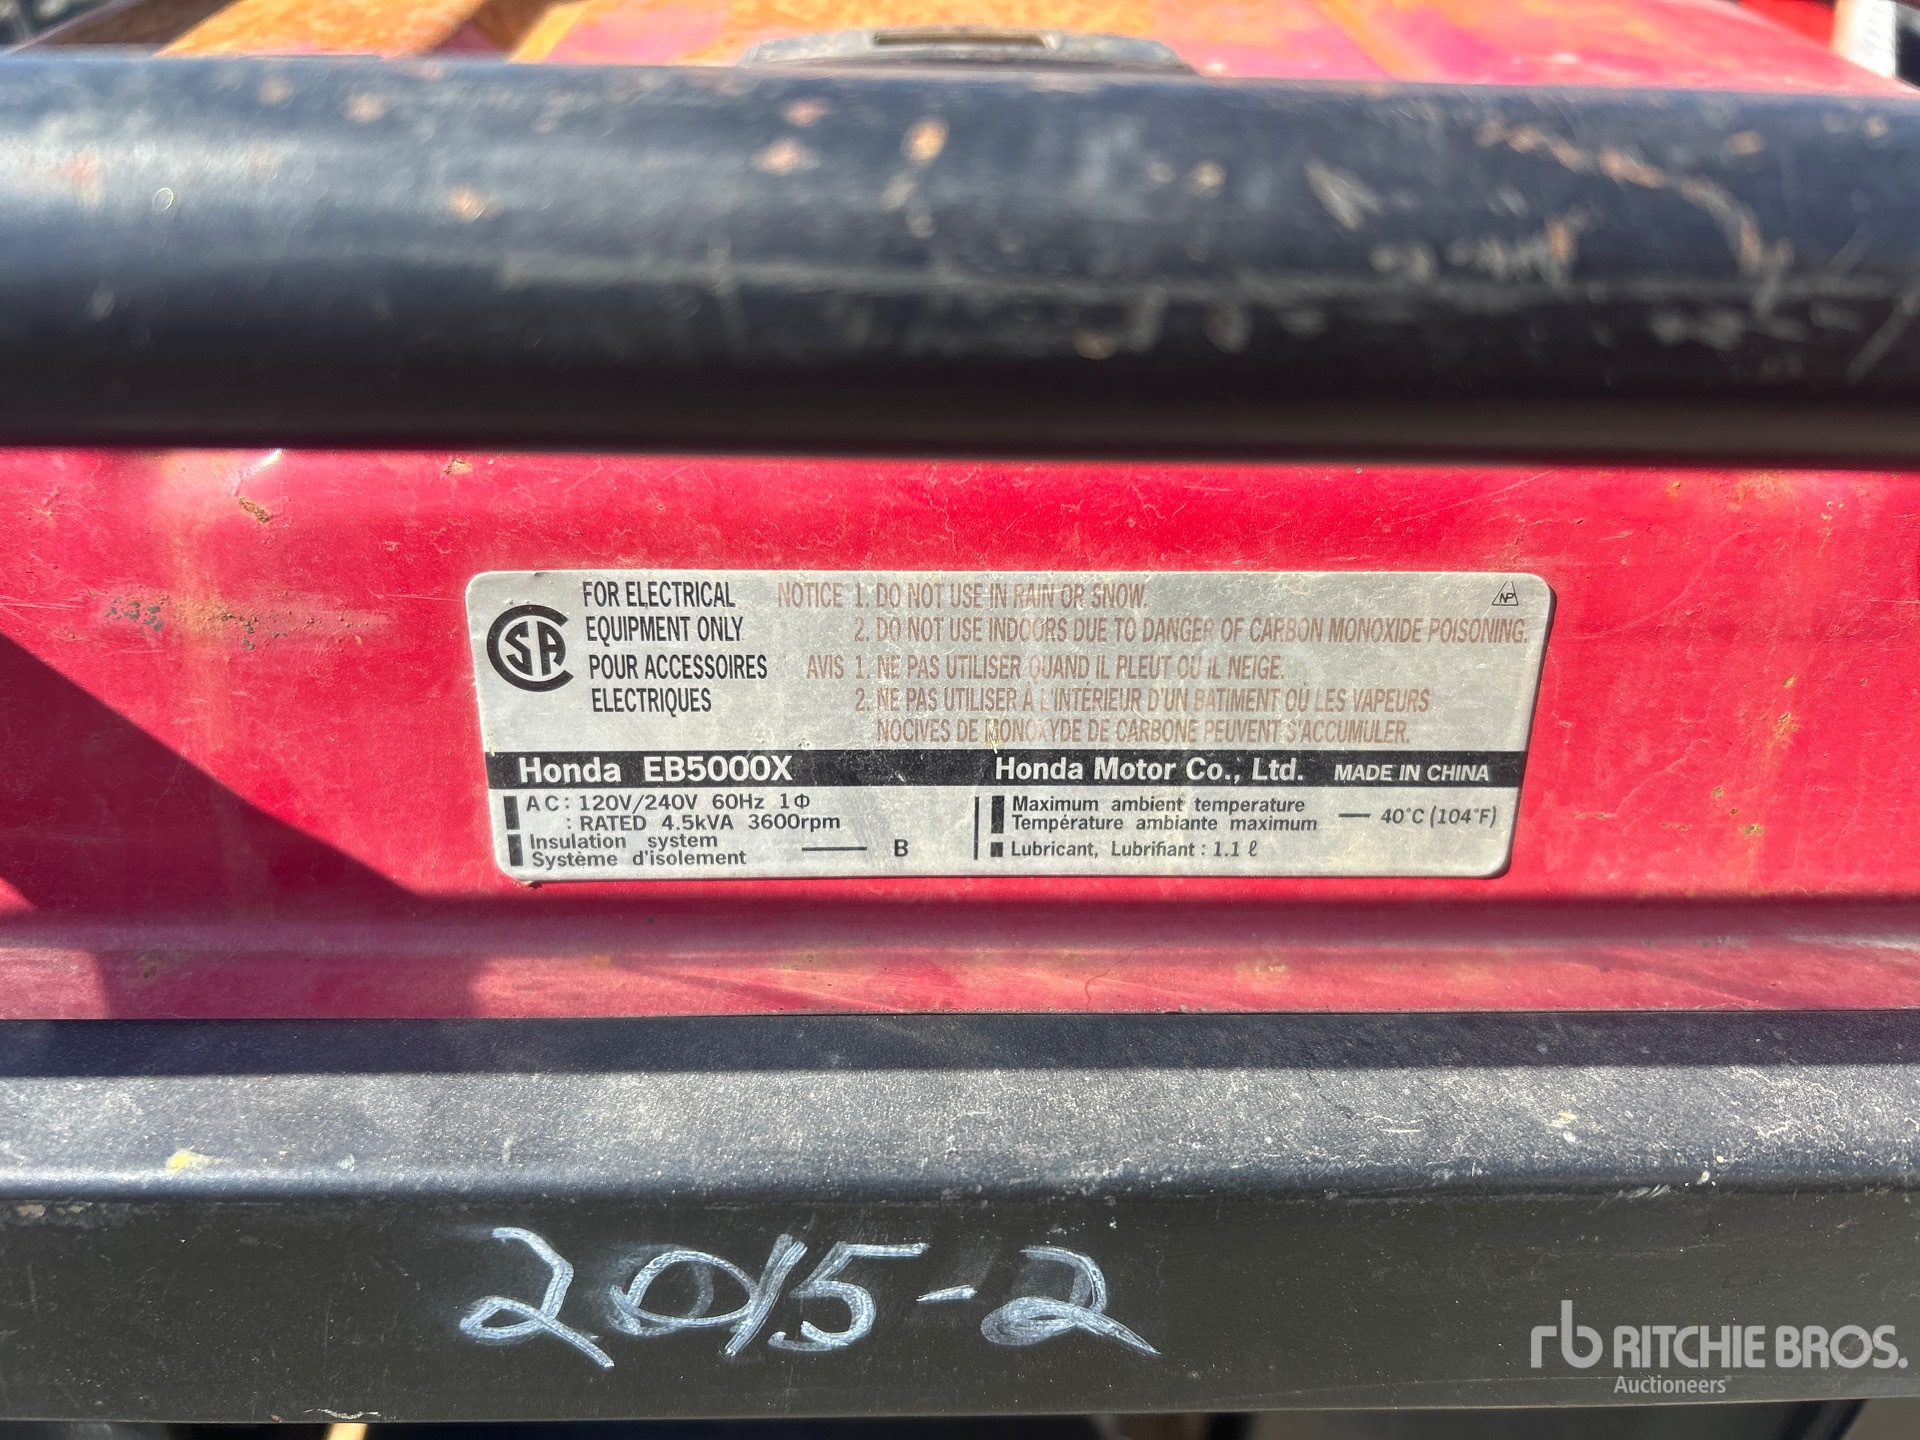 CSA
FOR ELECTRICAL
EQUIPMENT ONLY
POUR ACCESSOIRES
ELECTRIQUES
NOTICE 1. DO NOT USE IN RAIN OR SNOW.
2. DO NOT USE INDOORS DUE TO DANGER OF CARBON MONOXIDE POISONING.
AVIS 1. NE PAS UTILISER QUAND IL PLEUT OU IL NEIGE.
2. NE PAS UTILISER À L'INTÉRIEUR D'UN BATIMENT OÙ LES VAPEURS
NOCIVES DE MONOXYDE DE CARBONE PEUVENT S'ACCUMULER.
NP
Honda EB5000X
Honda Motor Co., Ltd. MADE IN CHINA
AC: 120V/240V 60Hz 1Φ
: RATED 4.5kVA 3600rpm
Insulation system
Système d'isolement — B
Maximum ambient temperature
Température ambiante maximum — 40°C (104°F)
Lubricant, Lubrifiant : 1.1 ℓ
2015-2
rb RITCHIE BROS.
Auctioneers